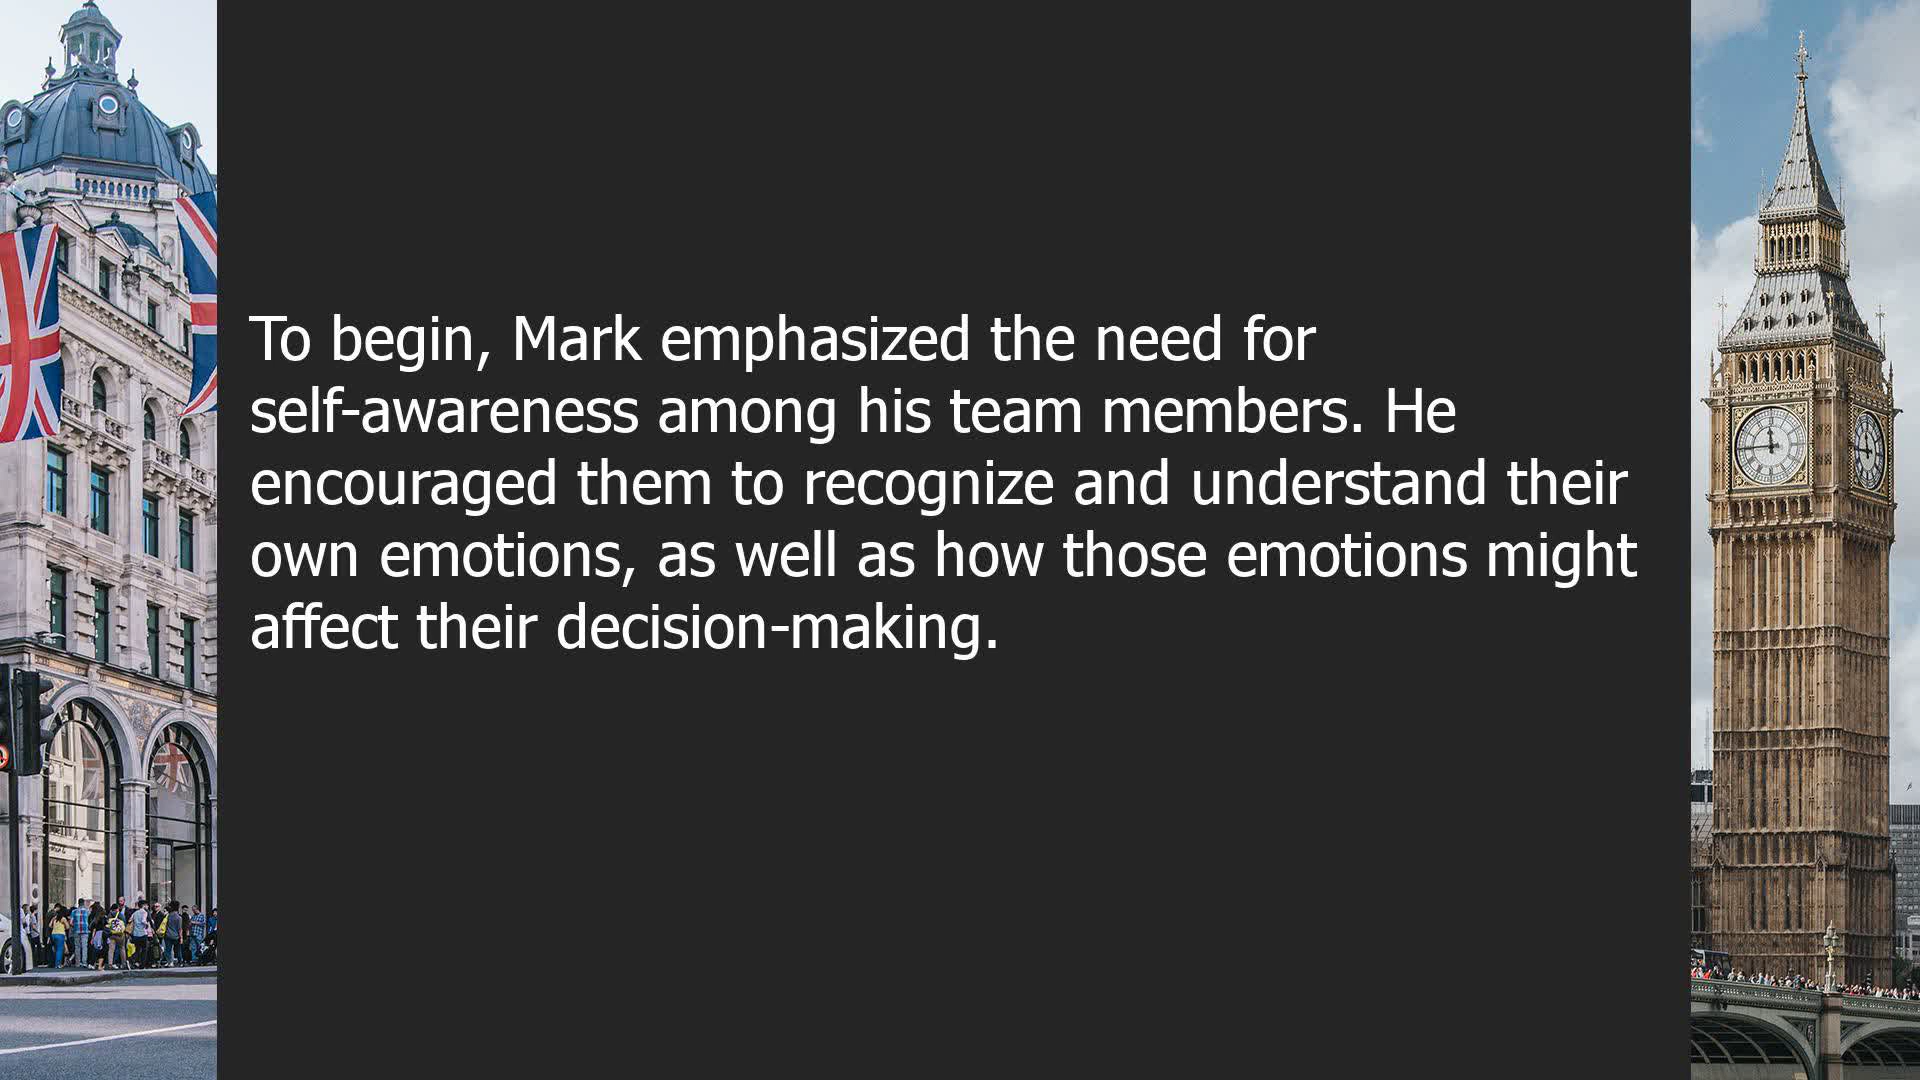 To begin, Mark emphasized the need for
self-awareness among his team members. He
encouraged them to recognize and understand their
own emotions, as well as how those emotions might
affect their decision-making.